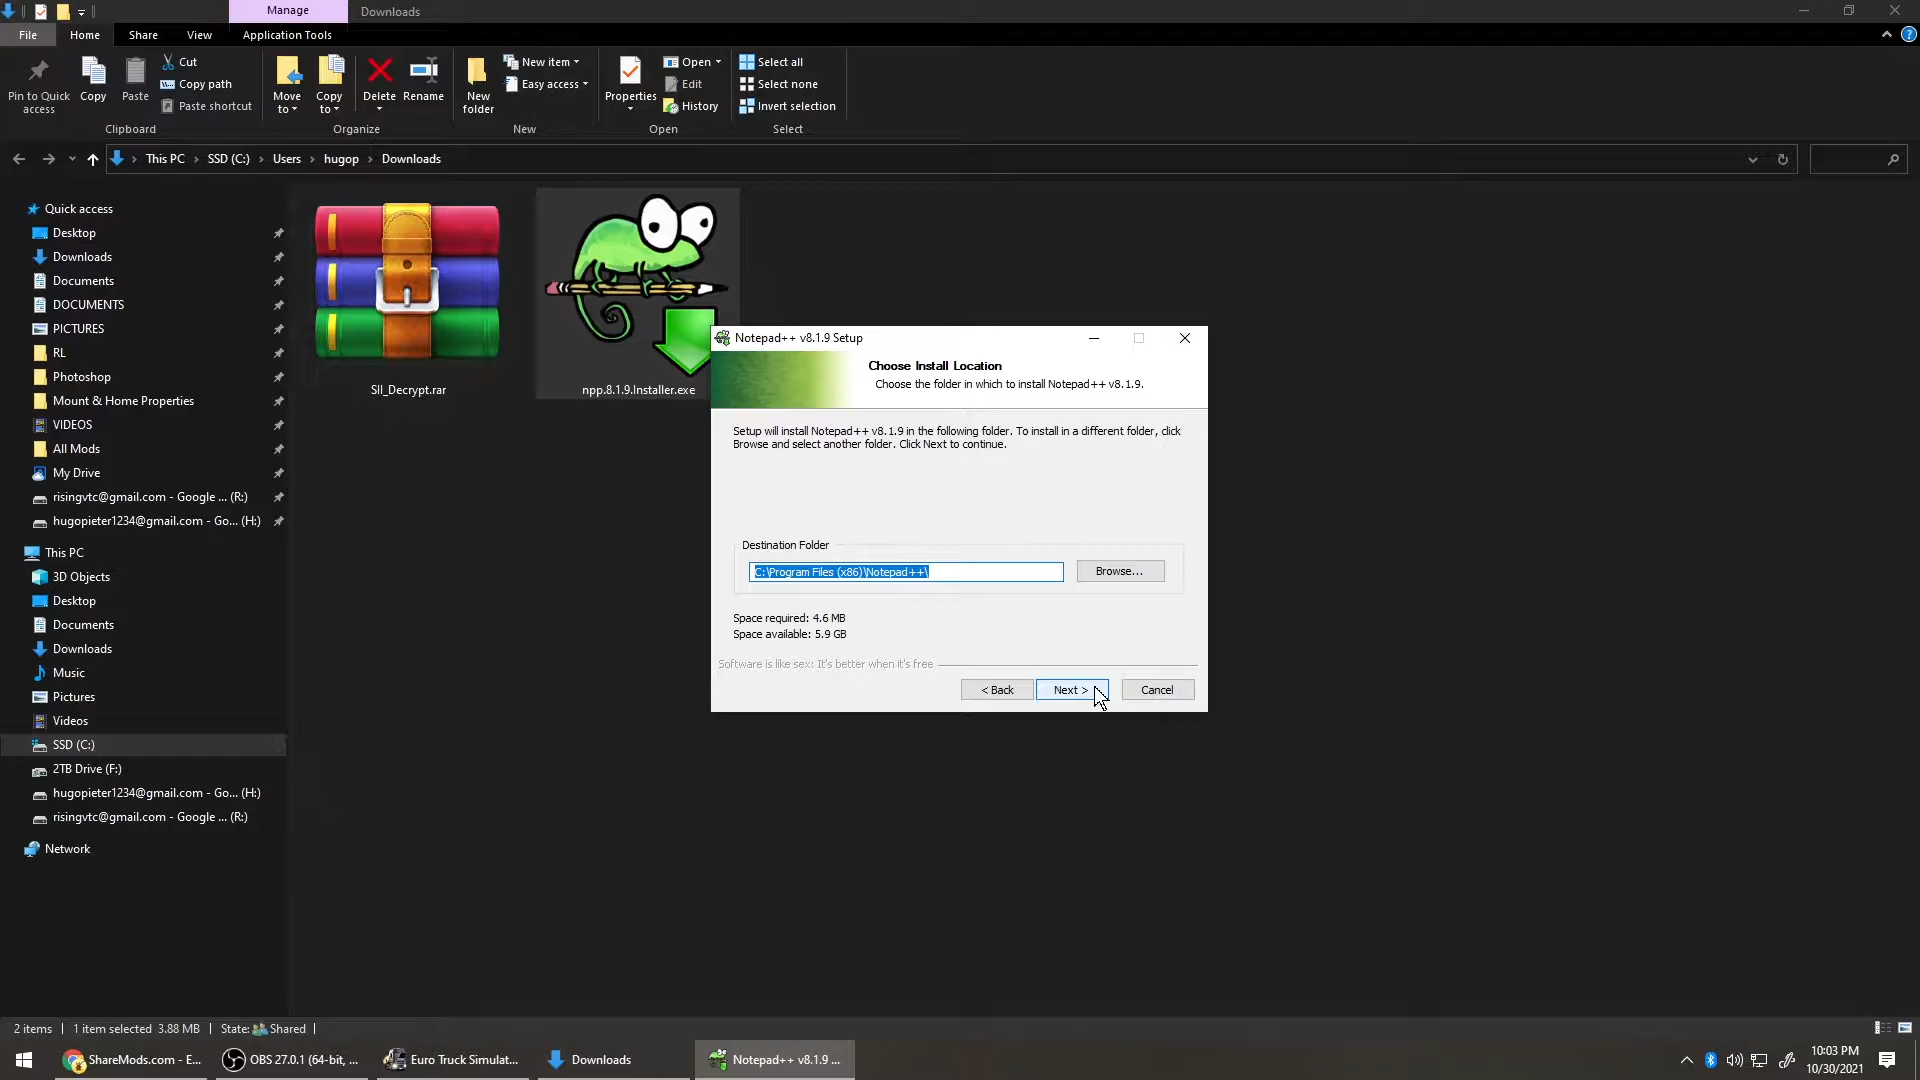 Manage
Downloads
File
Home
Share
View
Application Tools
Pin to Quick
access
Copy
Paste
Cut
Copy path
Paste shortcut
Clipboard
Move
to
Copy
to
Delete
Rename
Organize
New
folder
New item
Easy access
New
Properties
Open
Edit
History
Open
Select all
Select none
Invert selection
Select
This PC
SSD (C:)
Users
hugop
Downloads
Quick access
Desktop
Downloads
Documents
DOCUMENTS
PICTURES
RL
Photoshop
Mount & Home Properties
VIDEOS
All Mods
My Drive
risingvtc@gmail.com - Google ... (R:)
hugopieter1234@gmail.com - Go... (H:)
This PC
3D Objects
Desktop
Documents
Downloads
Music
Pictures
Videos
SSD (C:)
2TB Drive (F:)
hugopieter1234@gmail.com - Go... (H:)
risingvtc@gmail.com - Google ... (R:)
Network
SII_Decrypt.rar
npp.8.1.9.Installer.exe
Notepad++ v8.1.9 Setup
Choose Install Location
Choose the folder in which to install Notepad++ v8.1.9.
Setup will install Notepad++ v8.1.9 in the following folder. To install in a different folder, click
Browse and select another folder. Click Next to continue.
Destination Folder
C:\Program Files (x86)\Notepad++\
Browse...
Space required: 4.6 MB
Space available: 5.9 GB
Software is like sex: It's better when it's free
< Back
Next >
Cancel
2 items
1 item selected 3.88 MB
State: Shared
ShareMods.com - E...
OBS 27.0.1 (64-bit, ...
Euro Truck Simulat...
Downloads
Notepad++ v8.1.9 ...
10:03 PM
10/30/2021